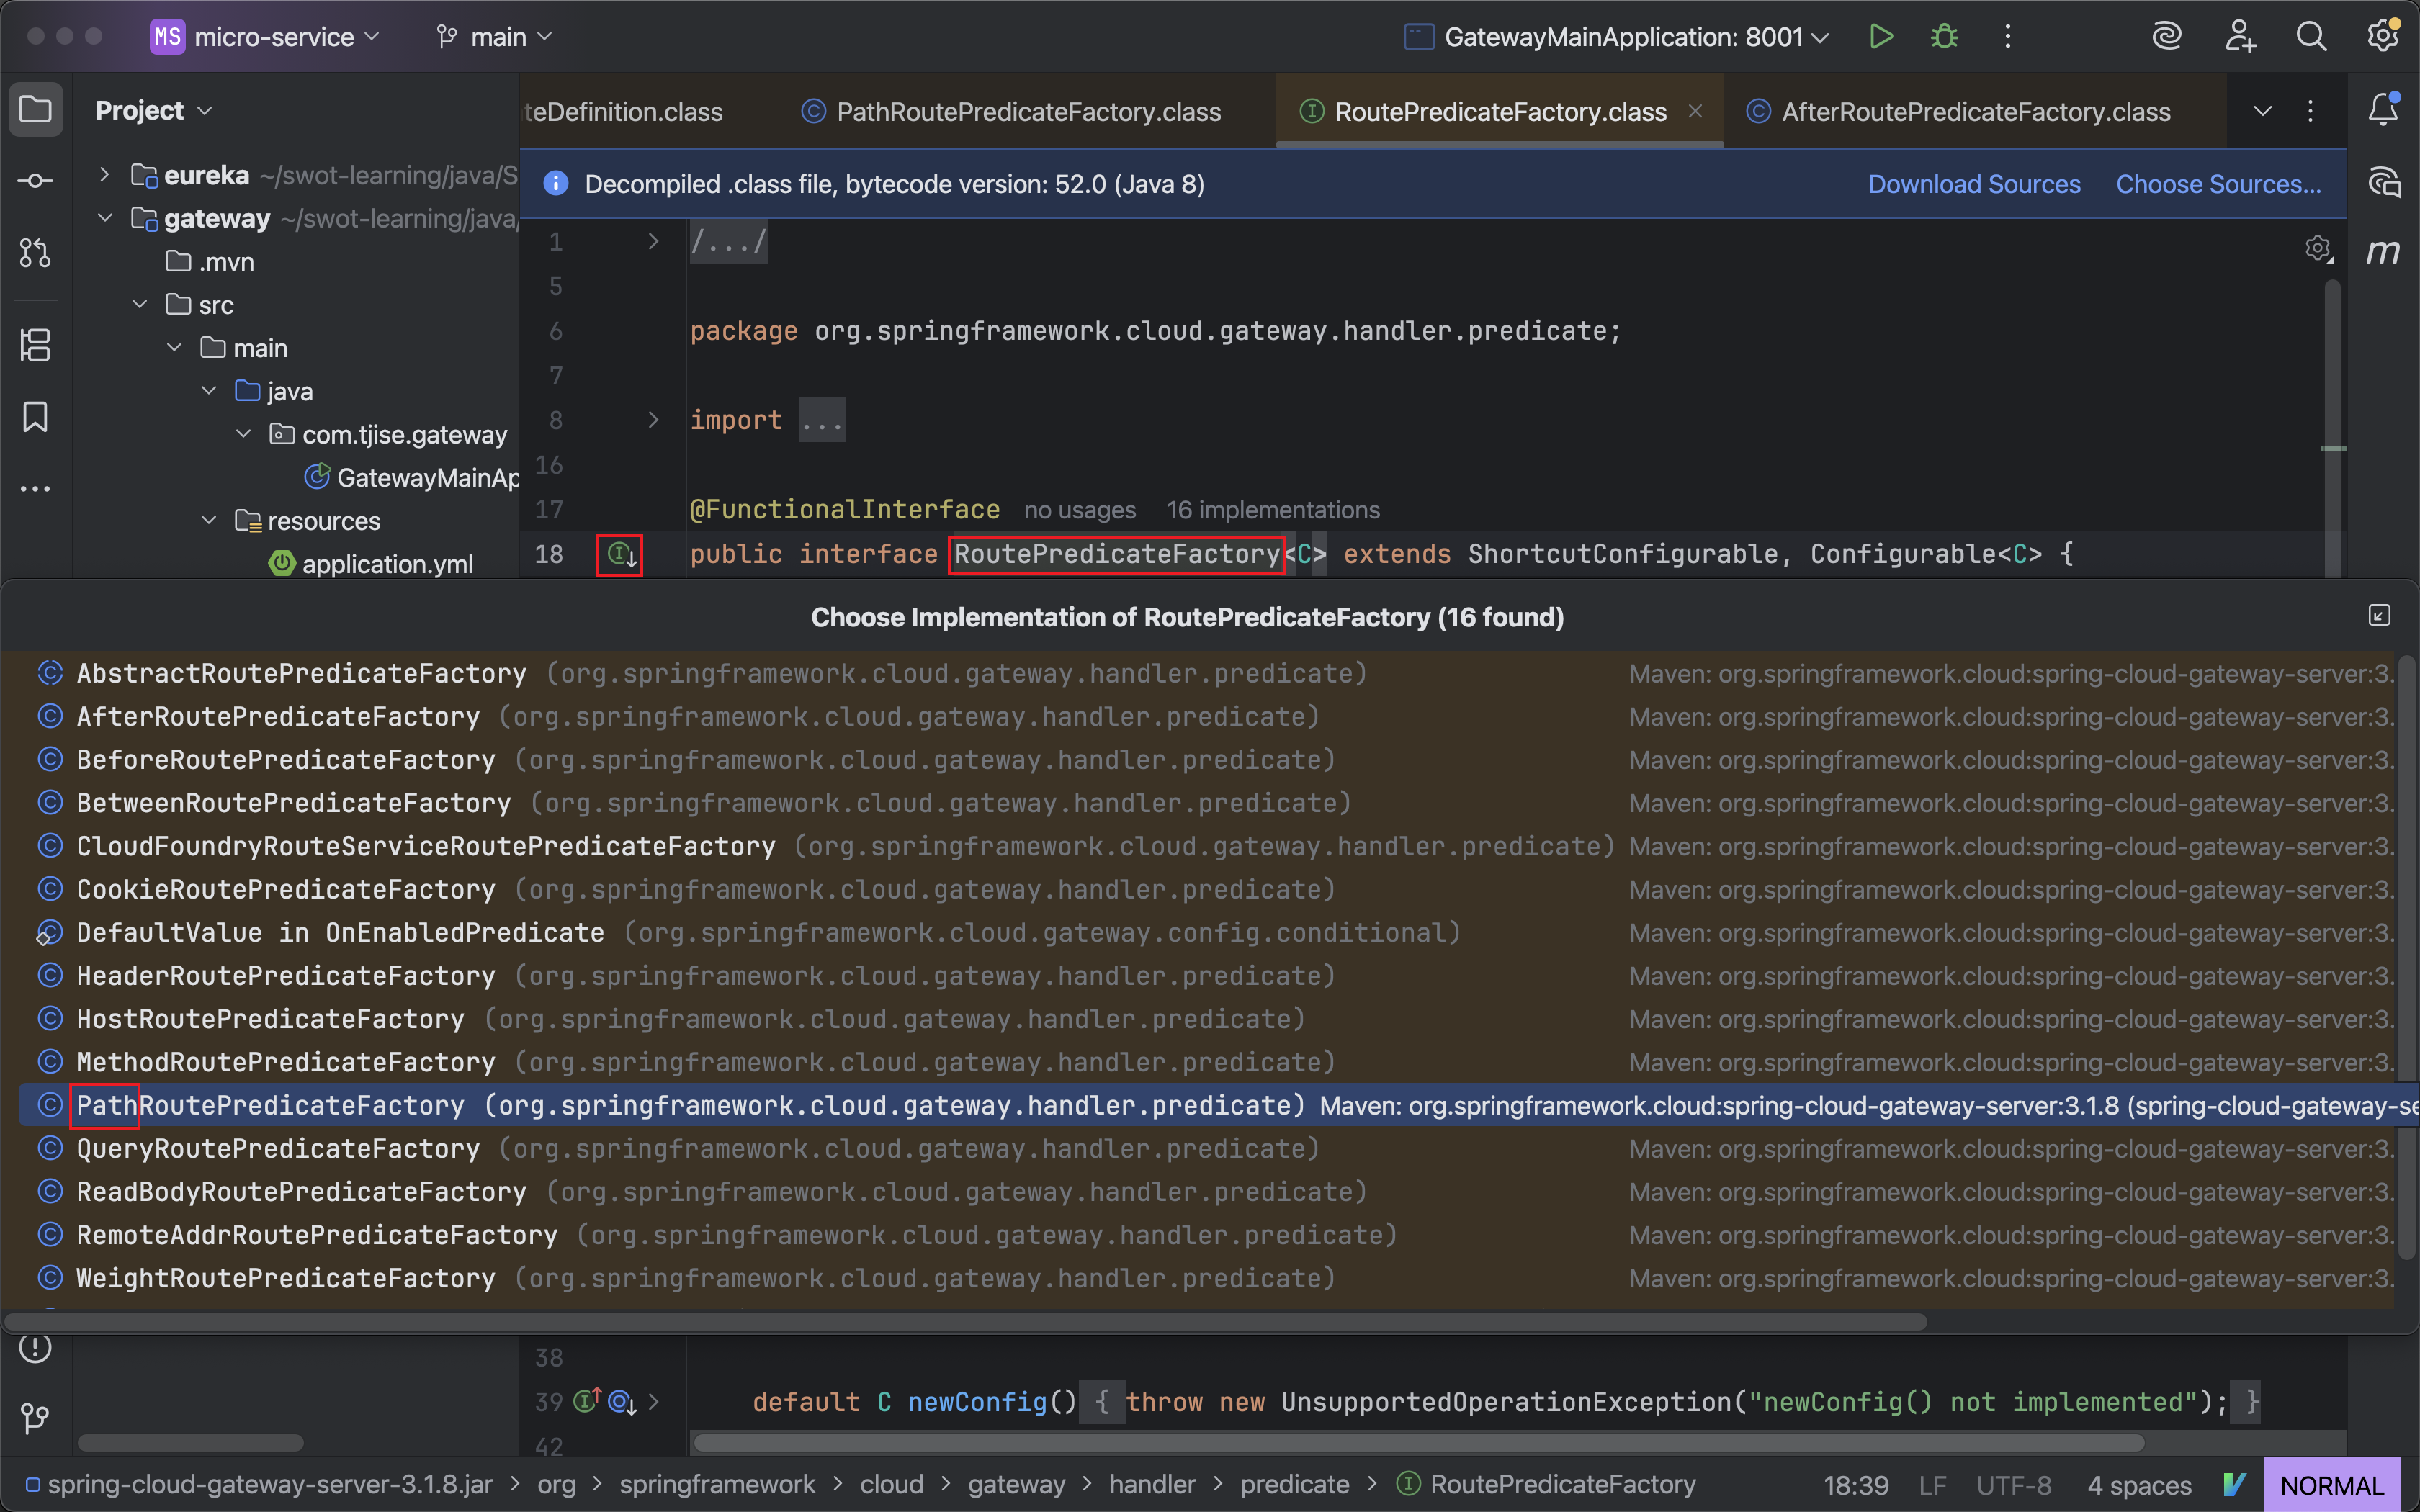 MS micro-service main GatewayMainApplication: 8001
Project
teDefinition.class PathRoutePredicateFactory.class RoutePredicateFactory.class AfterRoutePredicateFactory.class
eureka ~/swot-learning/java/S
gateway ~/swot-learning/java/
.mvn
src
main
java
com.tjise.gateway
GatewayMainAp
resources
application.yml
Decompiled .class file, bytecode version: 52.0 (Java 8) Download Sources Choose Sources...
1 /.../
5
6 package org.springframework.cloud.gateway.handler.predicate;
7
8 import ...
16
17 @FunctionalInterface no usages 16 implementations
18 public interface RoutePredicateFactory<C> extends ShortcutConfigurable, Configurable<C> {
m
Choose Implementation of RoutePredicateFactory (16 found)
AbstractRoutePredicateFactory (org.springframework.cloud.gateway.handler.predicate) Maven: org.springframework.cloud:spring-cloud-gateway-server:3.
AfterRoutePredicateFactory (org.springframework.cloud.gateway.handler.predicate) Maven: org.springframework.cloud:spring-cloud-gateway-server:3.
BeforeRoutePredicateFactory (org.springframework.cloud.gateway.handler.predicate) Maven: org.springframework.cloud:spring-cloud-gateway-server:3.
BetweenRoutePredicateFactory (org.springframework.cloud.gateway.handler.predicate) Maven: org.springframework.cloud:spring-cloud-gateway-server:3.
CloudFoundryRouteServiceRoutePredicateFactory (org.springframework.cloud.gateway.handler.predicate) Maven: org.springframework.cloud:spring-cloud-gateway-server:3.
CookieRoutePredicateFactory (org.springframework.cloud.gateway.handler.predicate) Maven: org.springframework.cloud:spring-cloud-gateway-server:3.
DefaultValue in OnEnabledPredicate (org.springframework.cloud.gateway.config.conditional) Maven: org.springframework.cloud:spring-cloud-gateway-server:3.
HeaderRoutePredicateFactory (org.springframework.cloud.gateway.handler.predicate) Maven: org.springframework.cloud:spring-cloud-gateway-server:3.
HostRoutePredicateFactory (org.springframework.cloud.gateway.handler.predicate) Maven: org.springframework.cloud:spring-cloud-gateway-server:3.
MethodRoutePredicateFactory (org.springframework.cloud.gateway.handler.predicate) Maven: org.springframework.cloud:spring-cloud-gateway-server:3.
PathRoutePredicateFactory (org.springframework.cloud.gateway.handler.predicate) Maven: org.springframework.cloud:spring-cloud-gateway-server:3.1.8 (spring-cloud-gateway-se
QueryRoutePredicateFactory (org.springframework.cloud.gateway.handler.predicate) Maven: org.springframework.cloud:spring-cloud-gateway-server:3.
ReadBodyRoutePredicateFactory (org.springframework.cloud.gateway.handler.predicate) Maven: org.springframework.cloud:spring-cloud-gateway-server:3.
RemoteAddrRoutePredicateFactory (org.springframework.cloud.gateway.handler.predicate) Maven: org.springframework.cloud:spring-cloud-gateway-server:3.
WeightRoutePredicateFactory (org.springframework.cloud.gateway.handler.predicate) Maven: org.springframework.cloud:spring-cloud-gateway-server:3.
38
39 default C newConfig() { throw new UnsupportedOperationException("newConfig() not implemented"); }
42
spring-cloud-gateway-server-3.1.8.jar > org > springframework > cloud > gateway > handler > predicate > RoutePredicateFactory 18:39 LF UTF-8 4 spaces NORMAL